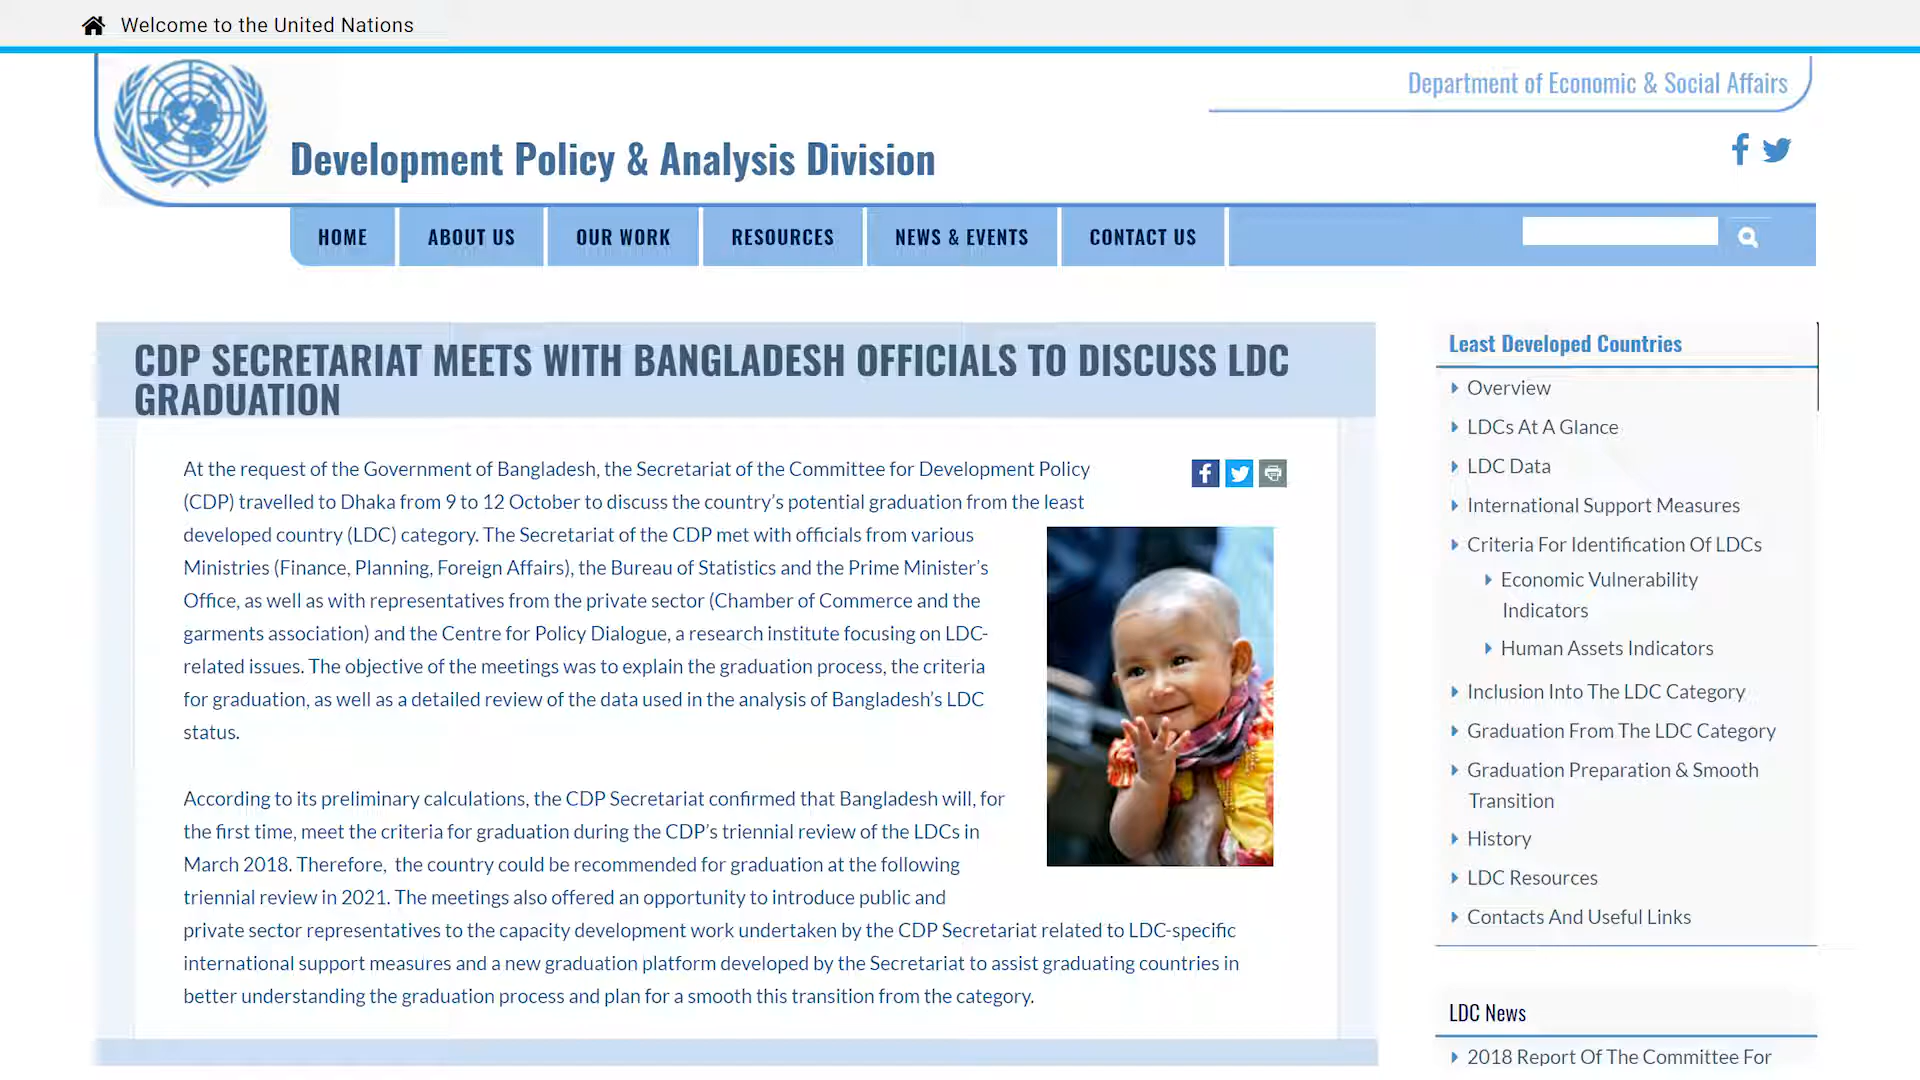 Welcome to the United Nations
Department of Economic & Social Affairs
Development Policy & Analysis Division
HOME
ABOUT US
OUR WORK
RESOURCES
NEWS & EVENTS
CONTACT US
CDP SECRETARIAT MEETS WITH BANGLADESH OFFICIALS TO DISCUSS LDC
GRADUATION
At the request of the Government of Bangladesh, the Secretariat of the Committee for Development Policy
(CDP) travelled to Dhaka from 9 to 12 October to discuss the country’s potential graduation from the least
developed country (LDC) category. The Secretariat of the CDP met with officials from various
Ministries (Finance, Planning, Foreign Affairs), the Bureau of Statistics and the Prime Minister’s
Office, as well as with representatives from the private sector (Chamber of Commerce and the
garments association) and the Centre for Policy Dialogue, a research institute focusing on LDC-
related issues. The objective of the meetings was to explain the graduation process, the criteria
for graduation, as well as a detailed review of the data used in the analysis of Bangladesh’s LDC
status.
According to its preliminary calculations, the CDP Secretariat confirmed that Bangladesh will, for
the first time, meet the criteria for graduation during the CDP’s triennial review of the LDCs in
March 2018. Therefore, the country could be recommended for graduation at the following
triennial review in 2021. The meetings also offered an opportunity to introduce public and
private sector representatives to the capacity development work undertaken by the CDP Secretariat related to LDC-specific
international support measures and a new graduation platform developed by the Secretariat to assist graduating countries in
better understanding the graduation process and plan for a smooth this transition from the category.
Least Developed Countries
Overview
LDCs At A Glance
LDC Data
International Support Measures
Criteria For Identification Of LDCs
Economic Vulnerability
Indicators
Human Assets Indicators
Inclusion Into The LDC Category
Graduation From The LDC Category
Graduation Preparation & Smooth
Transition
History
LDC Resources
Contacts And Useful Links
LDC News
2018 Report Of The Committee For